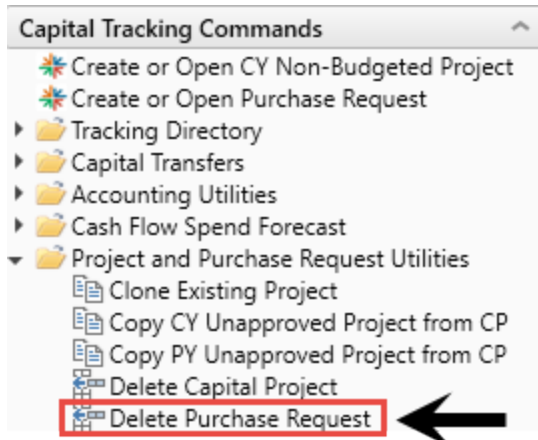 Capital Tracking Commands
Create or Open CY Non-Budgeted Project
Create or Open Purchase Request
Tracking Directory
Capital Transfers
Accounting Utilities
Cash Flow Spend Forecast
Project and Purchase Request Utilities
Clone Existing Project
Copy CY Unapproved Project from CP
Copy PY Unapproved Project from CP
Delete Capital Project
Delete Purchase Request